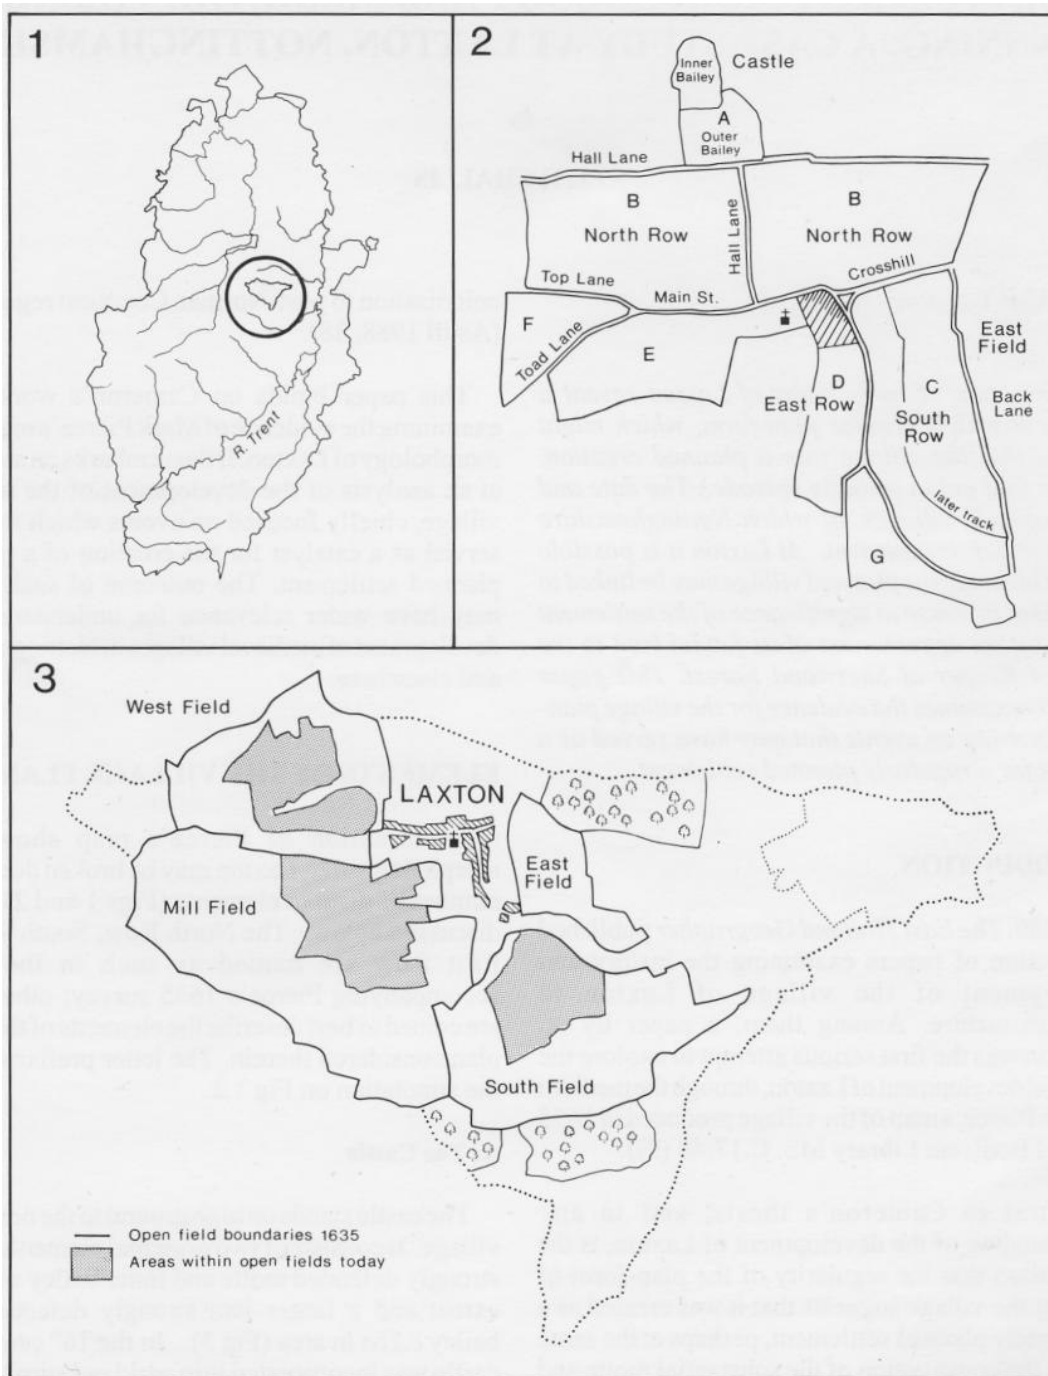 1
R. Trent
2
Inner
Bailey
Castle
A
Outer
Bailey
Hall Lane
B
North Row
Hall Lane
B
North Row
Top Lane
Main St.
Crosshill
F
Toad Lane
E
D
East Row
C
South
Row
East
Field
Back
Lane
later track
G
3
West Field
LAXTON
East
Field
Mill Field
South Field
Open field boundaries 1635
Areas within open fields today